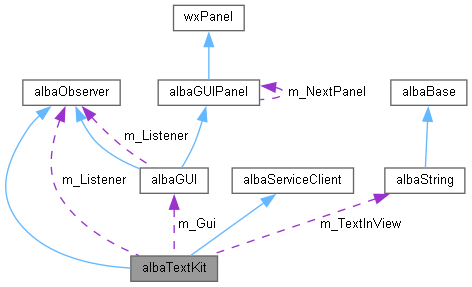 wxPanel
albaObserver
albaGUIPanel
m_NextPanel
albaBase
m_Listener
m_Listener
albaGUI
albaServiceClient
albaString
m_Gui
m_TextInView
albaTextKit